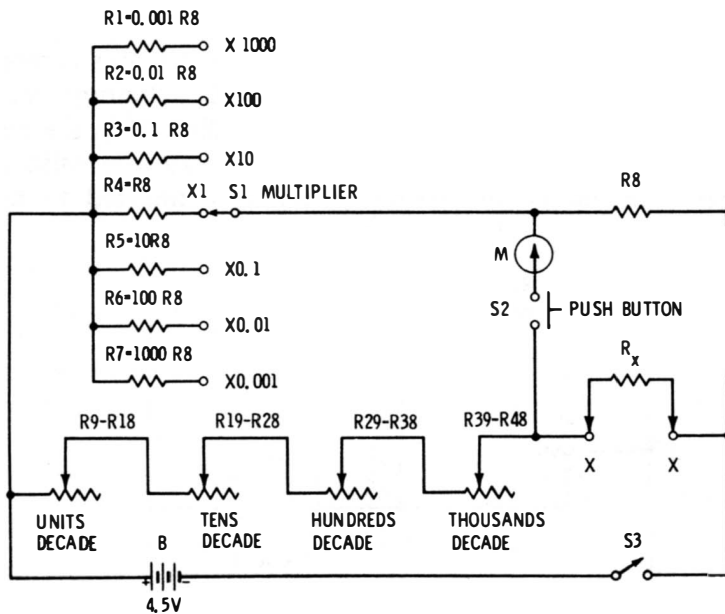 R1=0.001 R8
X 1000
R2=0.01 R8
X100
R3=0.1 R8
X10
R4=R8
X1 S1 MULTIPLIER
R8
R5=10R8
M
X0.1
R6=100 R8
S2
PUSH BUTTON
X0.01
R7=1000 R8
Rx
X0.001
R9-R18
R19-R28
R29-R38
R39-R48
X X
UNITS
DECADE
TENS
DECADE
HUNDREDS
DECADE
THOUSANDS
DECADE
B
S3
+ -
4.5V